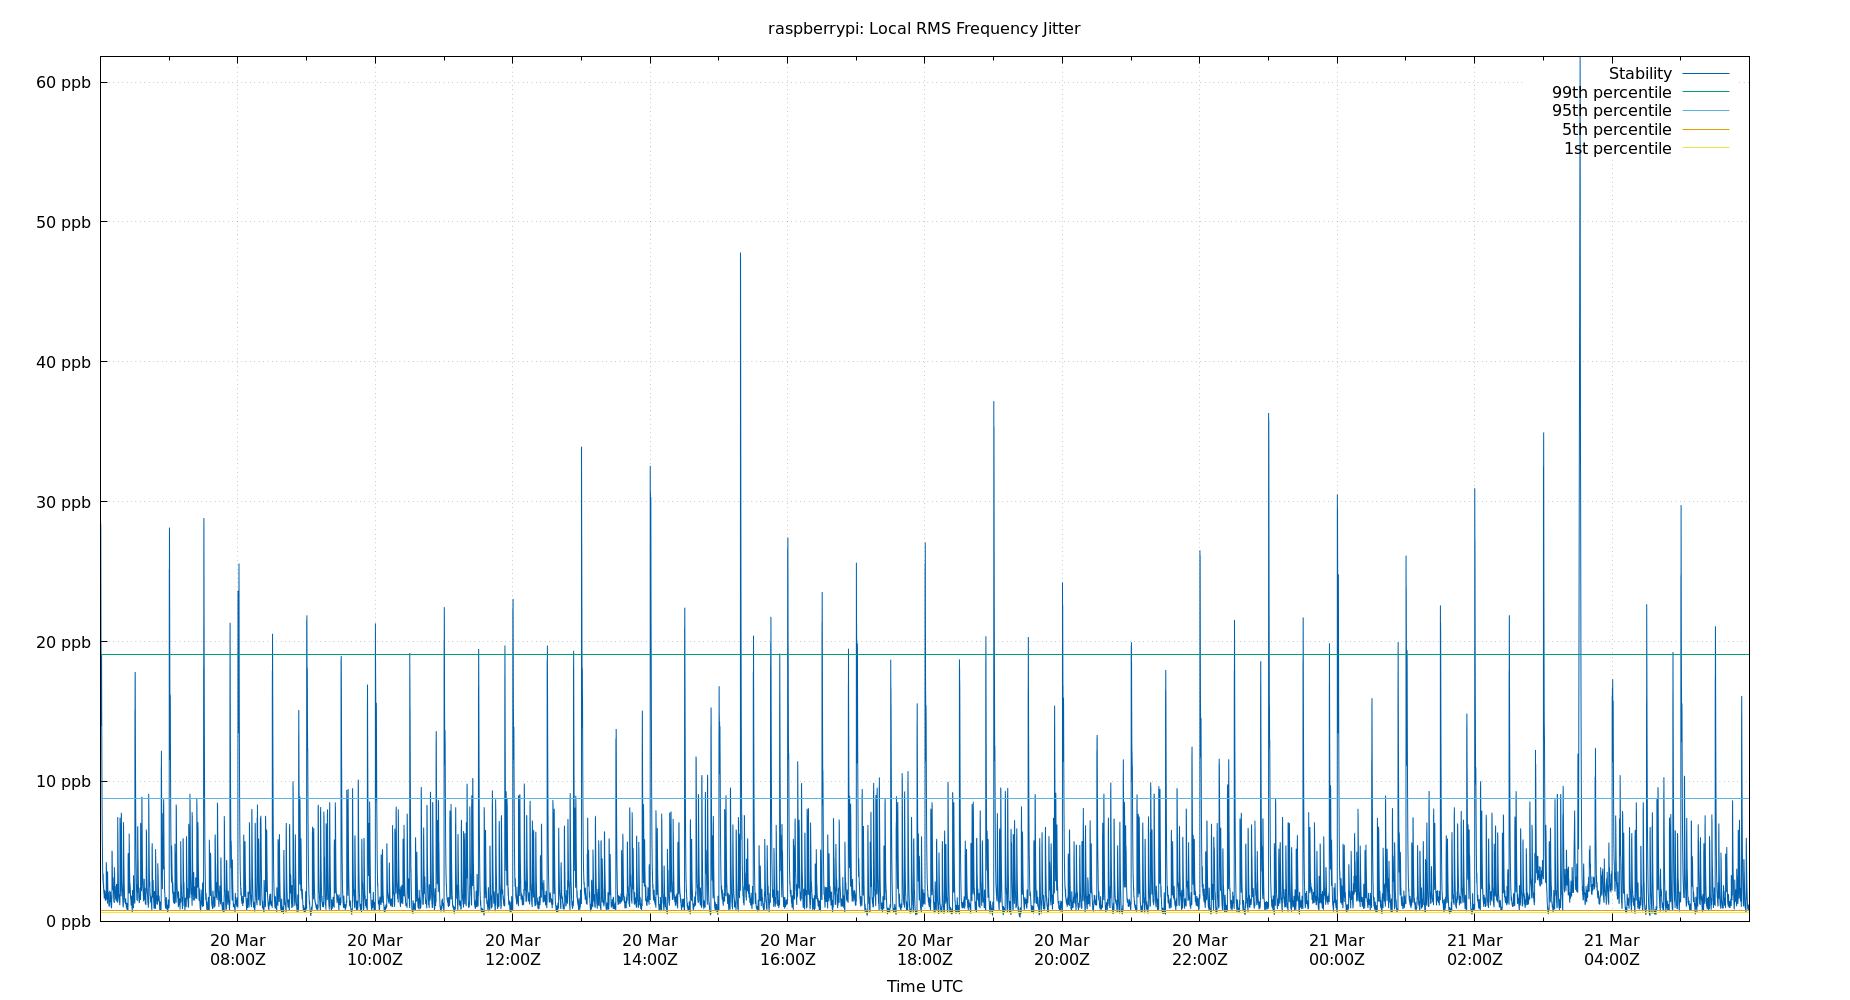 raspberrypi: Local RMS Frequency Jitter
60 ppb
50 ppb
40 ppb
30 ppb
20 ppb
10 ppb
0 ppb
Stability
99th percentile
95th percentile
5th percentile
1st percentile
20 Mar
08:00Z
20 Mar
10:00Z
20 Mar
12:00Z
20 Mar
14:00Z
20 Mar
16:00Z
20 Mar
18:00Z
20 Mar
20:00Z
20 Mar
22:00Z
21 Mar
00:00Z
21 Mar
02:00Z
21 Mar
04:00Z
Time UTC